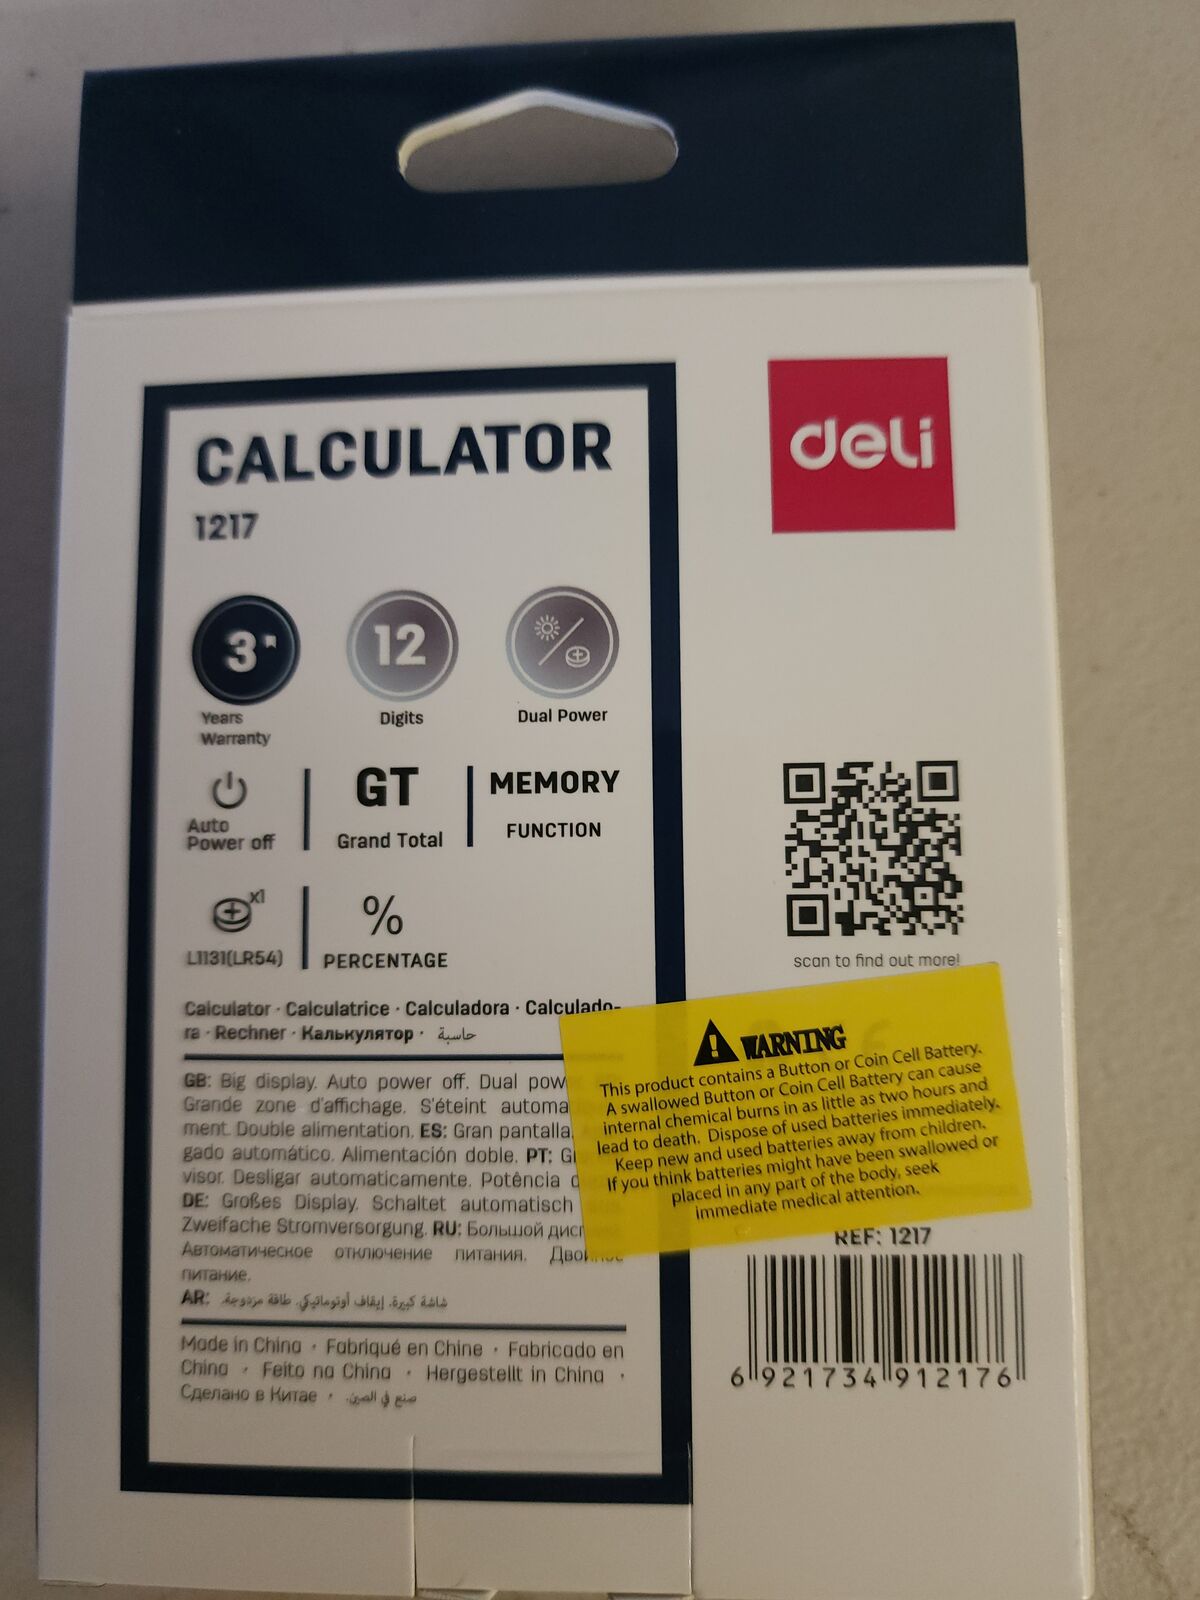 CALCULATOR
1217
deli
3
12
Years
Warranty
Digits
Dual Power
Auto
Power off
GT
Grand Total
MEMORY
FUNCTION
x1
L1131(LR54)
%
PERCENTAGE
scan to find out more!
Calculator · Calculatrice · Calculadora · Calculado-
ra · Rechner · Калькулятор · حاسبة
GB: Big display. Auto power off. Dual pow
Grande zone d'affichage. S'éteint automa
ment. Double alimentation. ES: Gran pantalla.
gado automático. Alimentación doble. PT:
visor. Desligar automaticamente. Potência
DE: Großes Display. Schaltet automatisch
Zweifache Stromversorgung. RU: Большой
Автоматическое отключение питания. Двойное
питание.
AR: شاشة كبيرة. إيقاف أوتوماتيكي. طاقة مزدوجة.
Made in China · Fabriqué en Chine · Fabricado en
China · Feito na China · Hergestellt in China ·
Сделано в Китае · صنع في الصين.
WARNING
This product contains a Button or Coin Cell Battery.
A swallowed Button or Coin Cell Battery can cause
internal chemical burns in as little as two hours and
lead to death. Dispose of used batteries immediately.
Keep new and used batteries away from children.
If you think batteries might have been swallowed or
placed in any part of the body, seek
immediate medical attention.
REF: 1217
6 921734 912176